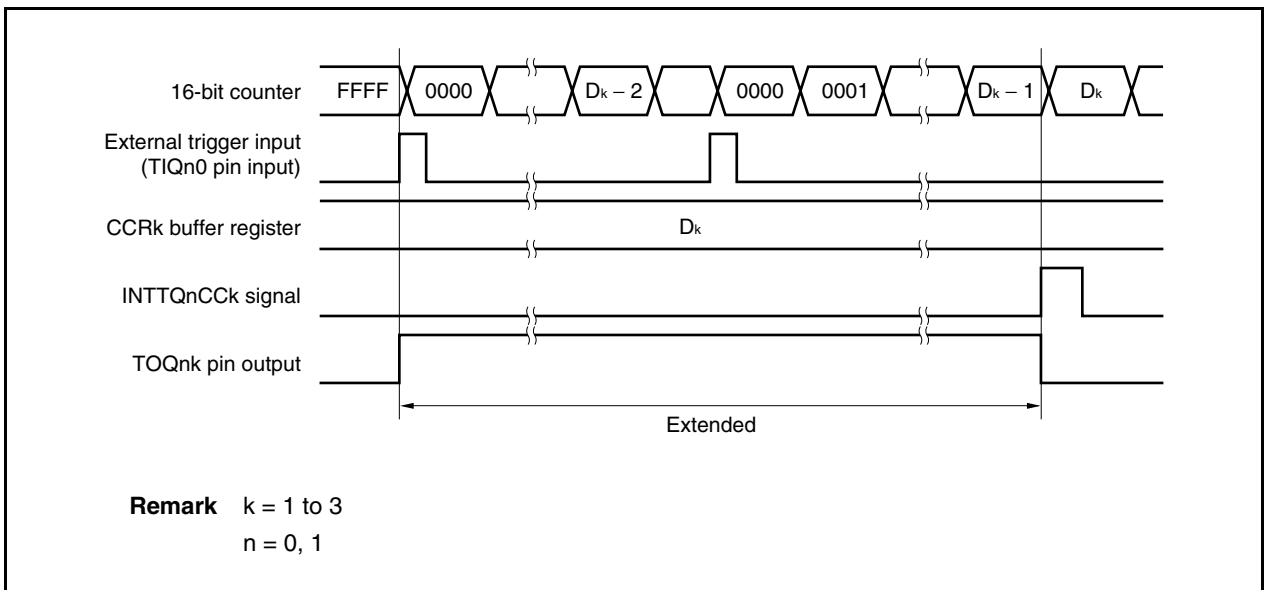 16-bit counter FFFF 0000 Dk − 2 0000 0001 Dk − 1 Dk
External trigger input
(TIQn0 pin input)
CCRk buffer register Dk
INTTQnCCk signal
TOQnk pin output
Extended
Remark k = 1 to 3
n = 0, 1